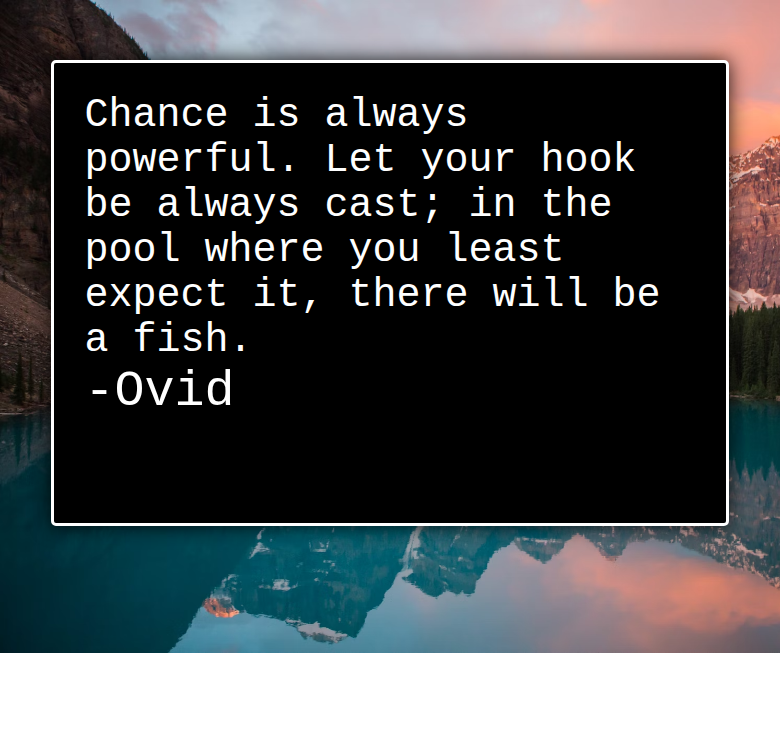 Chance is always
powerful. Let your hook
be always cast; in the
pool where you least
expect it, there will be
a fish.
-Ovid